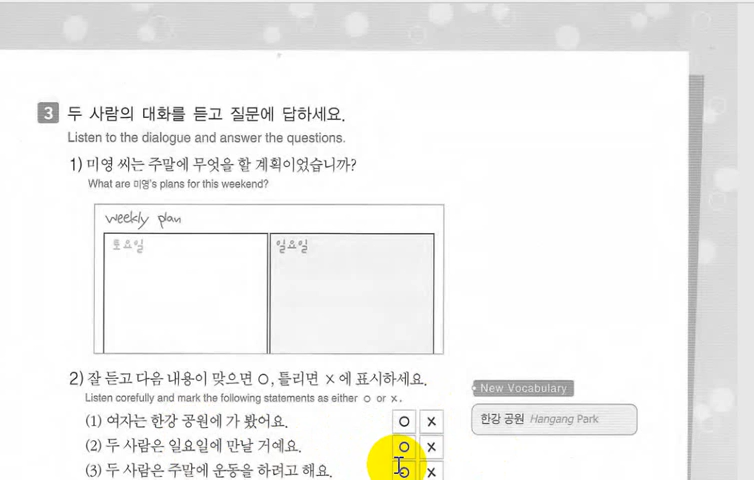 3 두 사람의 대화를 듣고 질문에 답하세요.
Listen to the dialogue and answer the questions.
1) 미영 씨는 주말에 무엇을 할 계획이었습니까?
What are 미영's plans for this weekend?
weekly plan
토요일 일요일
2) 잘 듣고 다음 내용이 맞으면 O, 틀리면 X 에 표시하세요.
Listen carefully and mark the following statements as either o or x.
New Vocabulary
한강 공원 Hangang Park
(1) 여자는 한강 공원에 가 봤어요. O X
(2) 두 사람은 일요일에 만날 거예요. O X
(3) 두 사람은 주말에 운동을 하려고 해요. O X